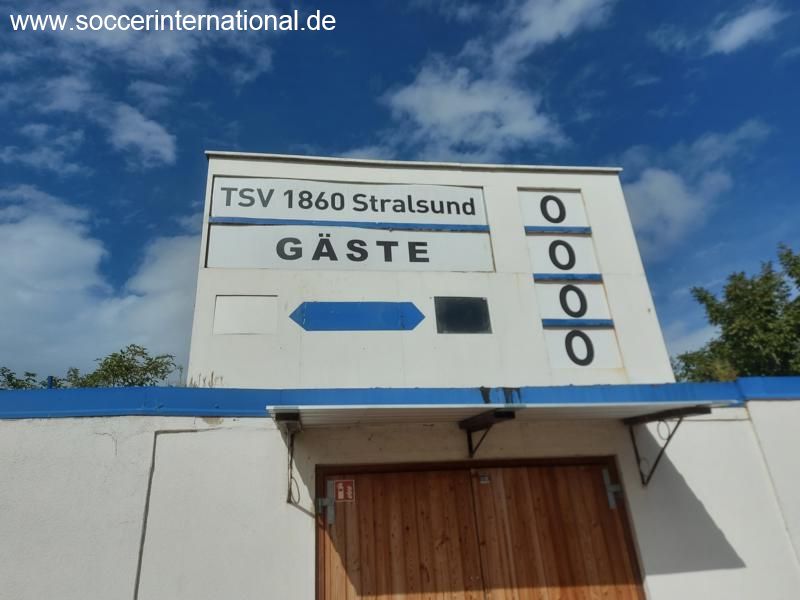 www.soccerinternational.de
TSV 1860 Stralsund 0
GÄSTE 0
0
0